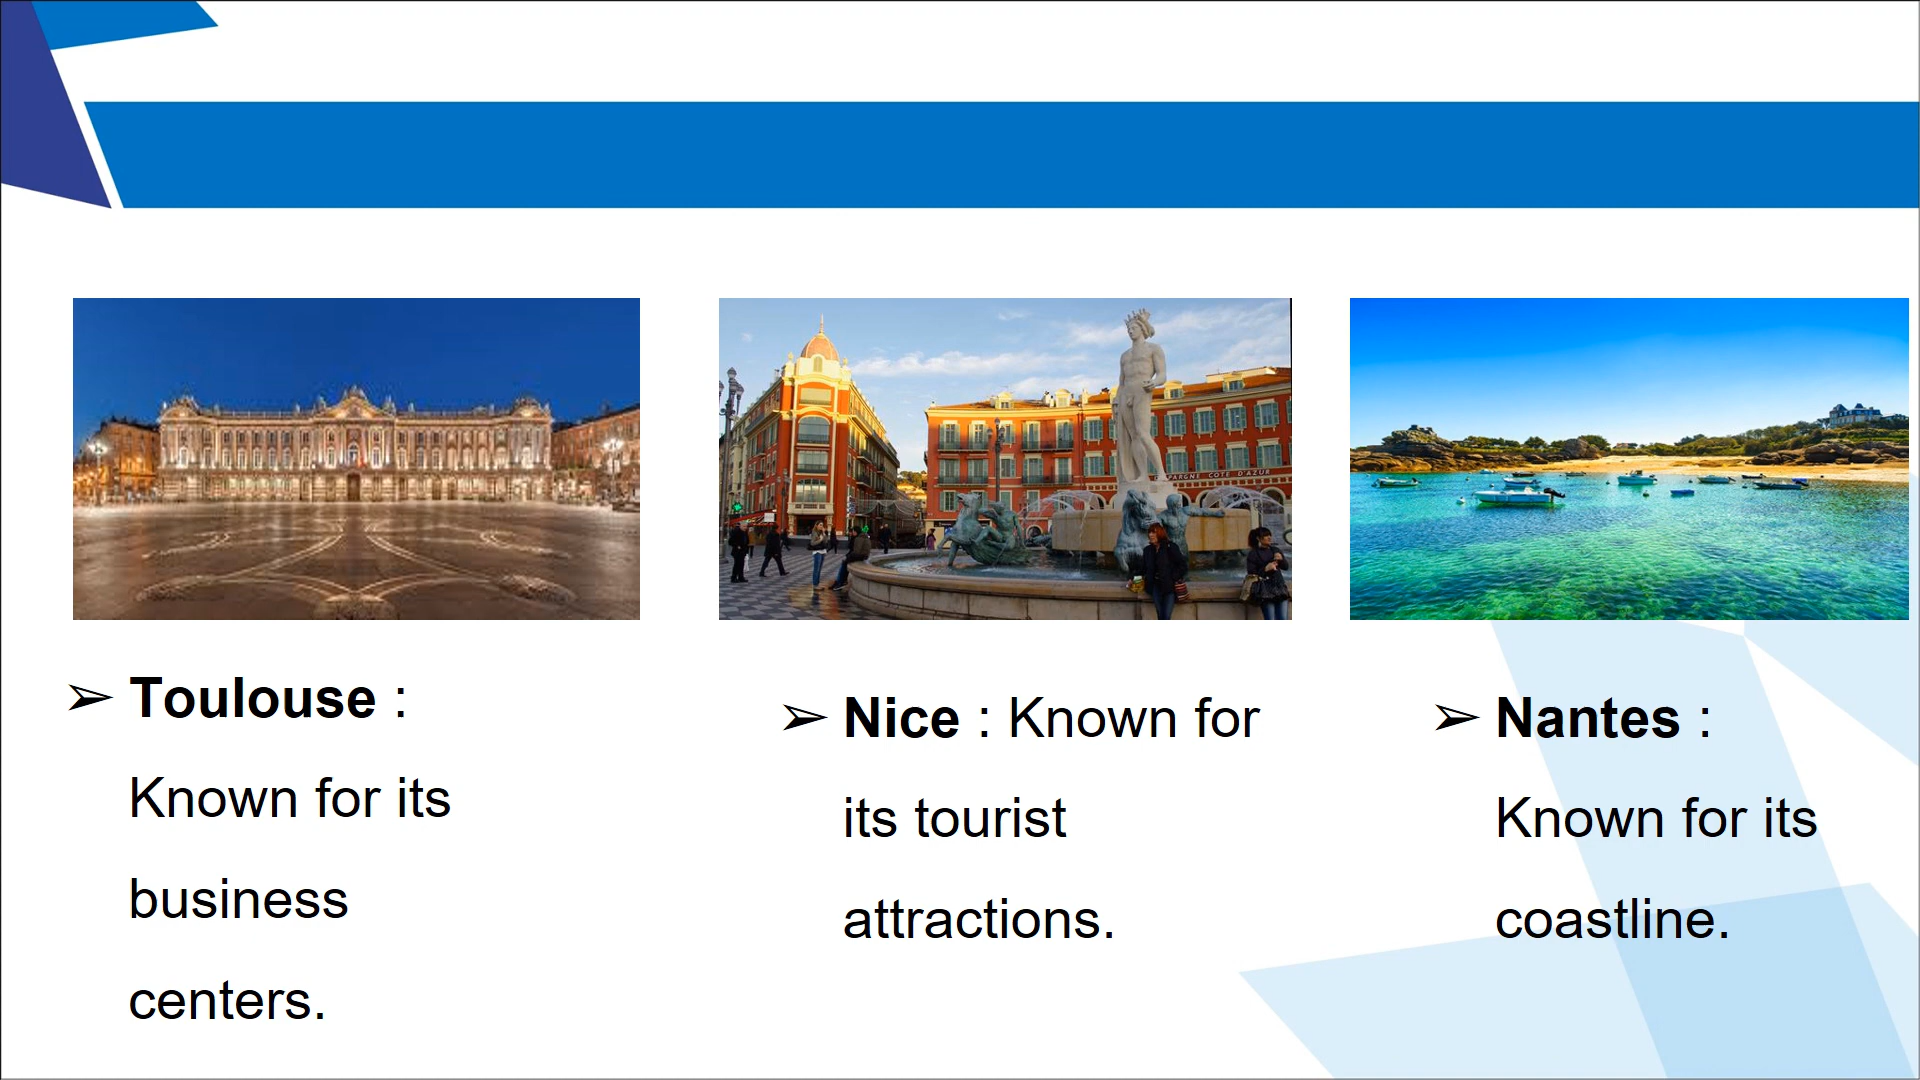 ➢ Toulouse :
Known for its
business
centers.
➢ Nice : Known for
its tourist
attractions.
➢ Nantes :
Known for its
coastline.